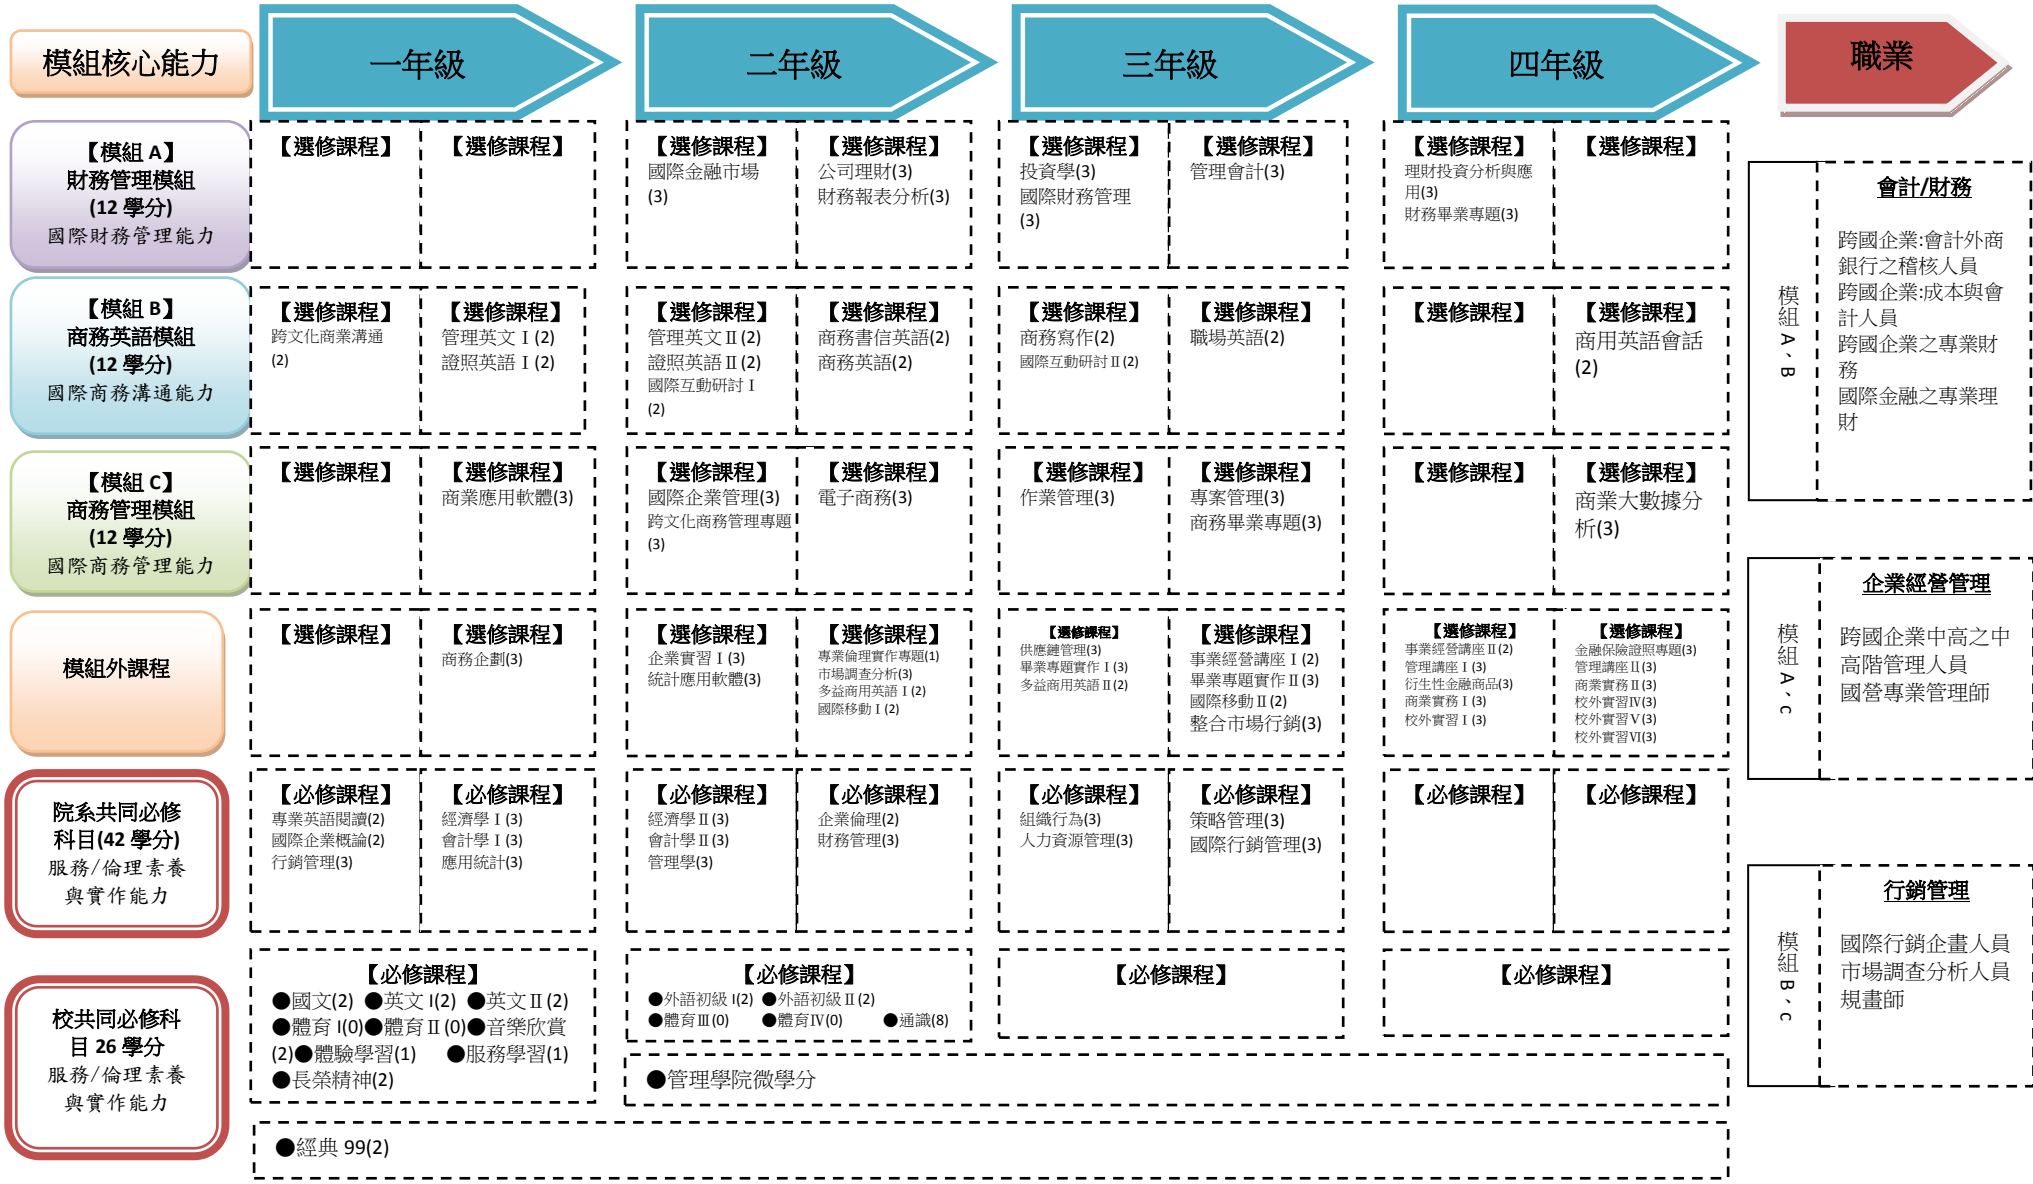 模組核心能力
一年級
二年級
三年級
四年級
職業
【模組 A】
財務管理模組
(12 學分)
國際財務管理能力
【選修課程】
【選修課程】
【選修課程】
國際金融市場
(3)
【選修課程】
公司理財(3)
財務報表分析(3)
【選修課程】
投資學(3)
國際財務管理
(3)
【選修課程】
管理會計(3)
【選修課程】
理財投資分析與應
用(3)
財務畢業專題(3)
【選修課程】
【模組 B】
商務英語模組
(12 學分)
國際商務溝通能力
【選修課程】
跨文化商業溝通
(2)
【選修課程】
管理英文Ⅰ(2)
證照英語Ⅰ(2)
【選修課程】
管理英文Ⅱ(2)
證照英語Ⅱ(2)
國際互動研討Ⅰ
(2)
【選修課程】
商務書信英語(2)
商務英語(2)
【選修課程】
商務寫作(2)
國際互動研討Ⅱ(2)
【選修課程】
職場英語(2)
【選修課程】
【選修課程】
商用英語會話
(2)
【模組 C】
商務管理模組
(12 學分)
國際商務管理能力
【選修課程】
【選修課程】
商業應用軟體(3)
【選修課程】
國際企業管理(3)
跨文化商務管理專題
(3)
【選修課程】
電子商務(3)
【選修課程】
作業管理(3)
【選修課程】
專案管理(3)
商務畢業專題(3)
【選修課程】
【選修課程】
商業大數據分
析(3)
模組外課程
【選修課程】
【選修課程】
商務企劃(3)
【選修課程】
企業實習Ⅰ(3)
統計應用軟體(3)
【選修課程】
專業倫理實作專題(1)
市場調查分析(3)
多益商用英語Ⅰ(2)
國際移動Ⅰ(2)
【選修課程】
供應鏈管理(3)
畢業專題實作Ⅰ(3)
多益商用英語Ⅱ(2)
【選修課程】
事業經營講座Ⅰ(2)
畢業專題實作Ⅱ(3)
國際移動Ⅱ(2)
整合市場行銷(3)
【選修課程】
事業經營講座Ⅱ(2)
管理講座Ⅰ(3)
衍生性金融商品(3)
商業實務Ⅰ(3)
校外實習Ⅰ(3)
【選修課程】
金融保險證照專題(3)
管理講座Ⅱ(3)
商業實務Ⅱ(3)
校外實習Ⅳ(3)
校外實習Ⅴ(3)
校外實習Ⅵ(3)
院系共同必修
科目(42 學分)
服務/倫理素養
與實作能力
【必修課程】
專業英語閱讀(2)
國際企業概論(2)
行銷管理(3)
【必修課程】
經濟學Ⅰ(3)
會計學Ⅰ(3)
應用統計(3)
【必修課程】
經濟學Ⅱ(3)
會計學Ⅱ(3)
管理學(3)
【必修課程】
企業倫理(2)
財務管理(3)
【必修課程】
組織行為(3)
人力資源管理(3)
【必修課程】
策略管理(3)
國際行銷管理(3)
【必修課程】
【必修課程】
校共同必修科
目 26 學分
服務/倫理素養
與實作能力
【必修課程】
●國文(2) ●英文 I(2) ●英文Ⅱ(2)
●體育 I(0)●體育Ⅱ(0)●音樂欣賞
(2)●體驗學習(1) ●服務學習(1)
●長榮精神(2)
【必修課程】
●外語初級 I(2) ●外語初級Ⅱ(2)
●體育Ⅲ(0) ●體育Ⅳ(0) ●通識(8)
【必修課程】
【必修課程】
●管理學院微學分
●經典 99(2)
模組 A、B
會計/財務
跨國企業:會計外商
銀行之稽核人員
跨國企業:成本與會
計人員
跨國企業之專業財
務
國際金融之專業理
財
模組 A、c
企業經營管理
跨國企業中高之中
高階管理人員
國營專業管理師
模組 B、c
行銷管理
國際行銷企畫人員
市場調查分析人員
規畫師